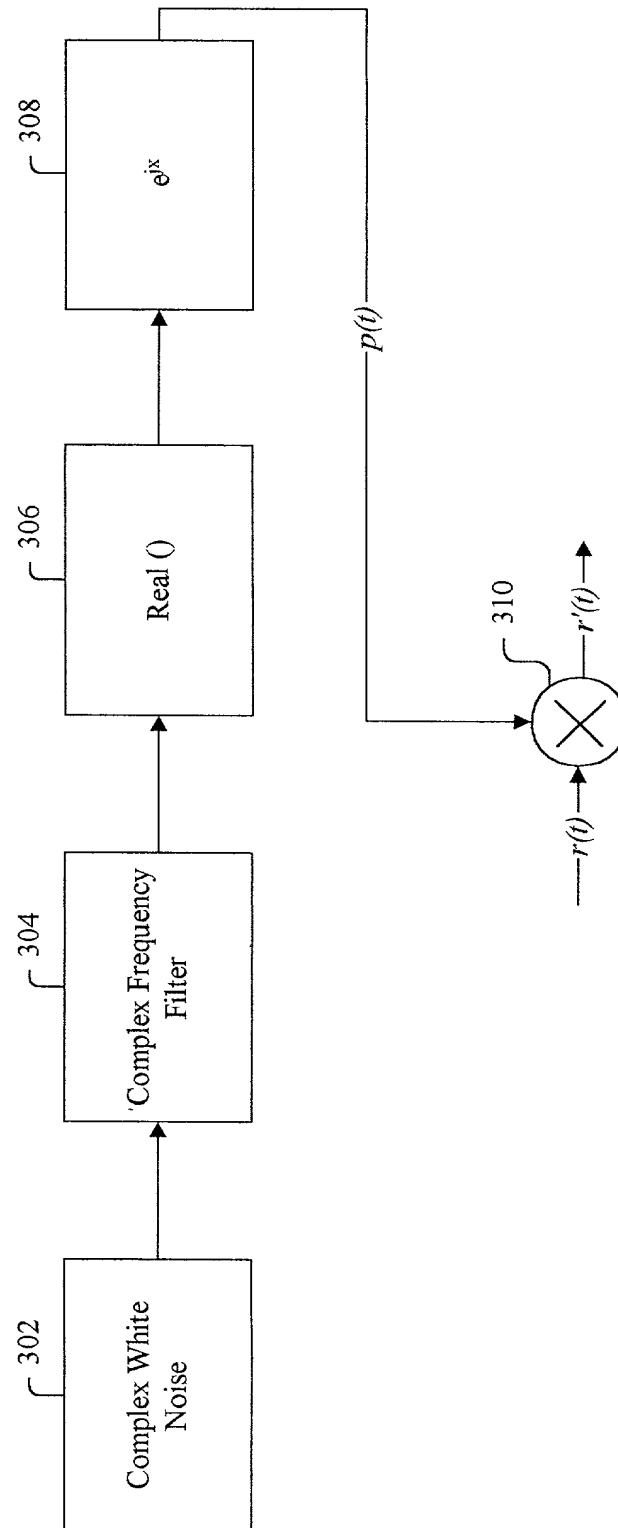 302
Complex White
Noise
304
'Complex Frequency
Filter
306
Real ()
308
e^{jx}
p(t)
310
r(t)
r'(t)